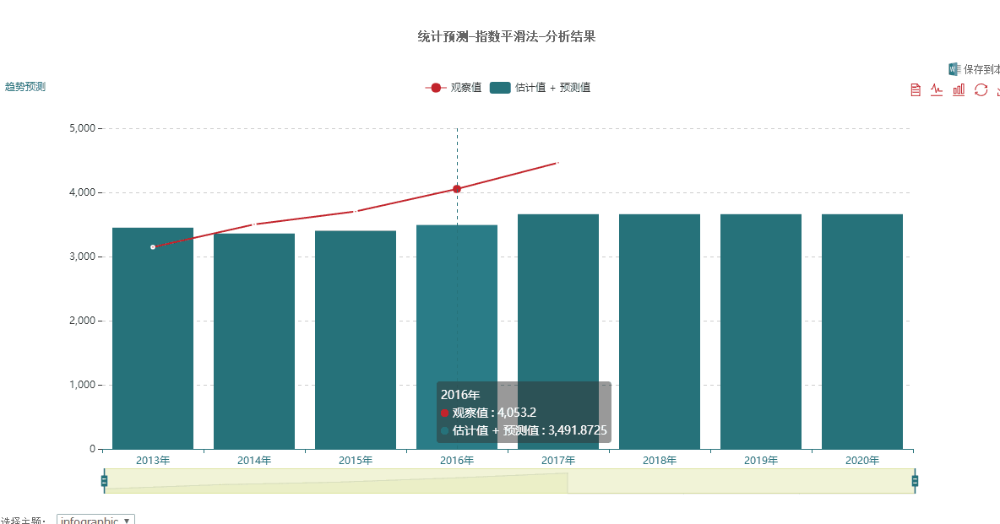 统计预测-指数平滑法-分析结果
保存到本
趋势预测
观察值 估计值 + 预测值
5,000
4,000
3,000
2,000
1,000
0
2016年
观察值 : 4,053.2
估计值 + 预测值 : 3,491.8725
2013年 2014年 2015年 2016年 2017年 2018年 2019年 2020年
选择主题: infographic